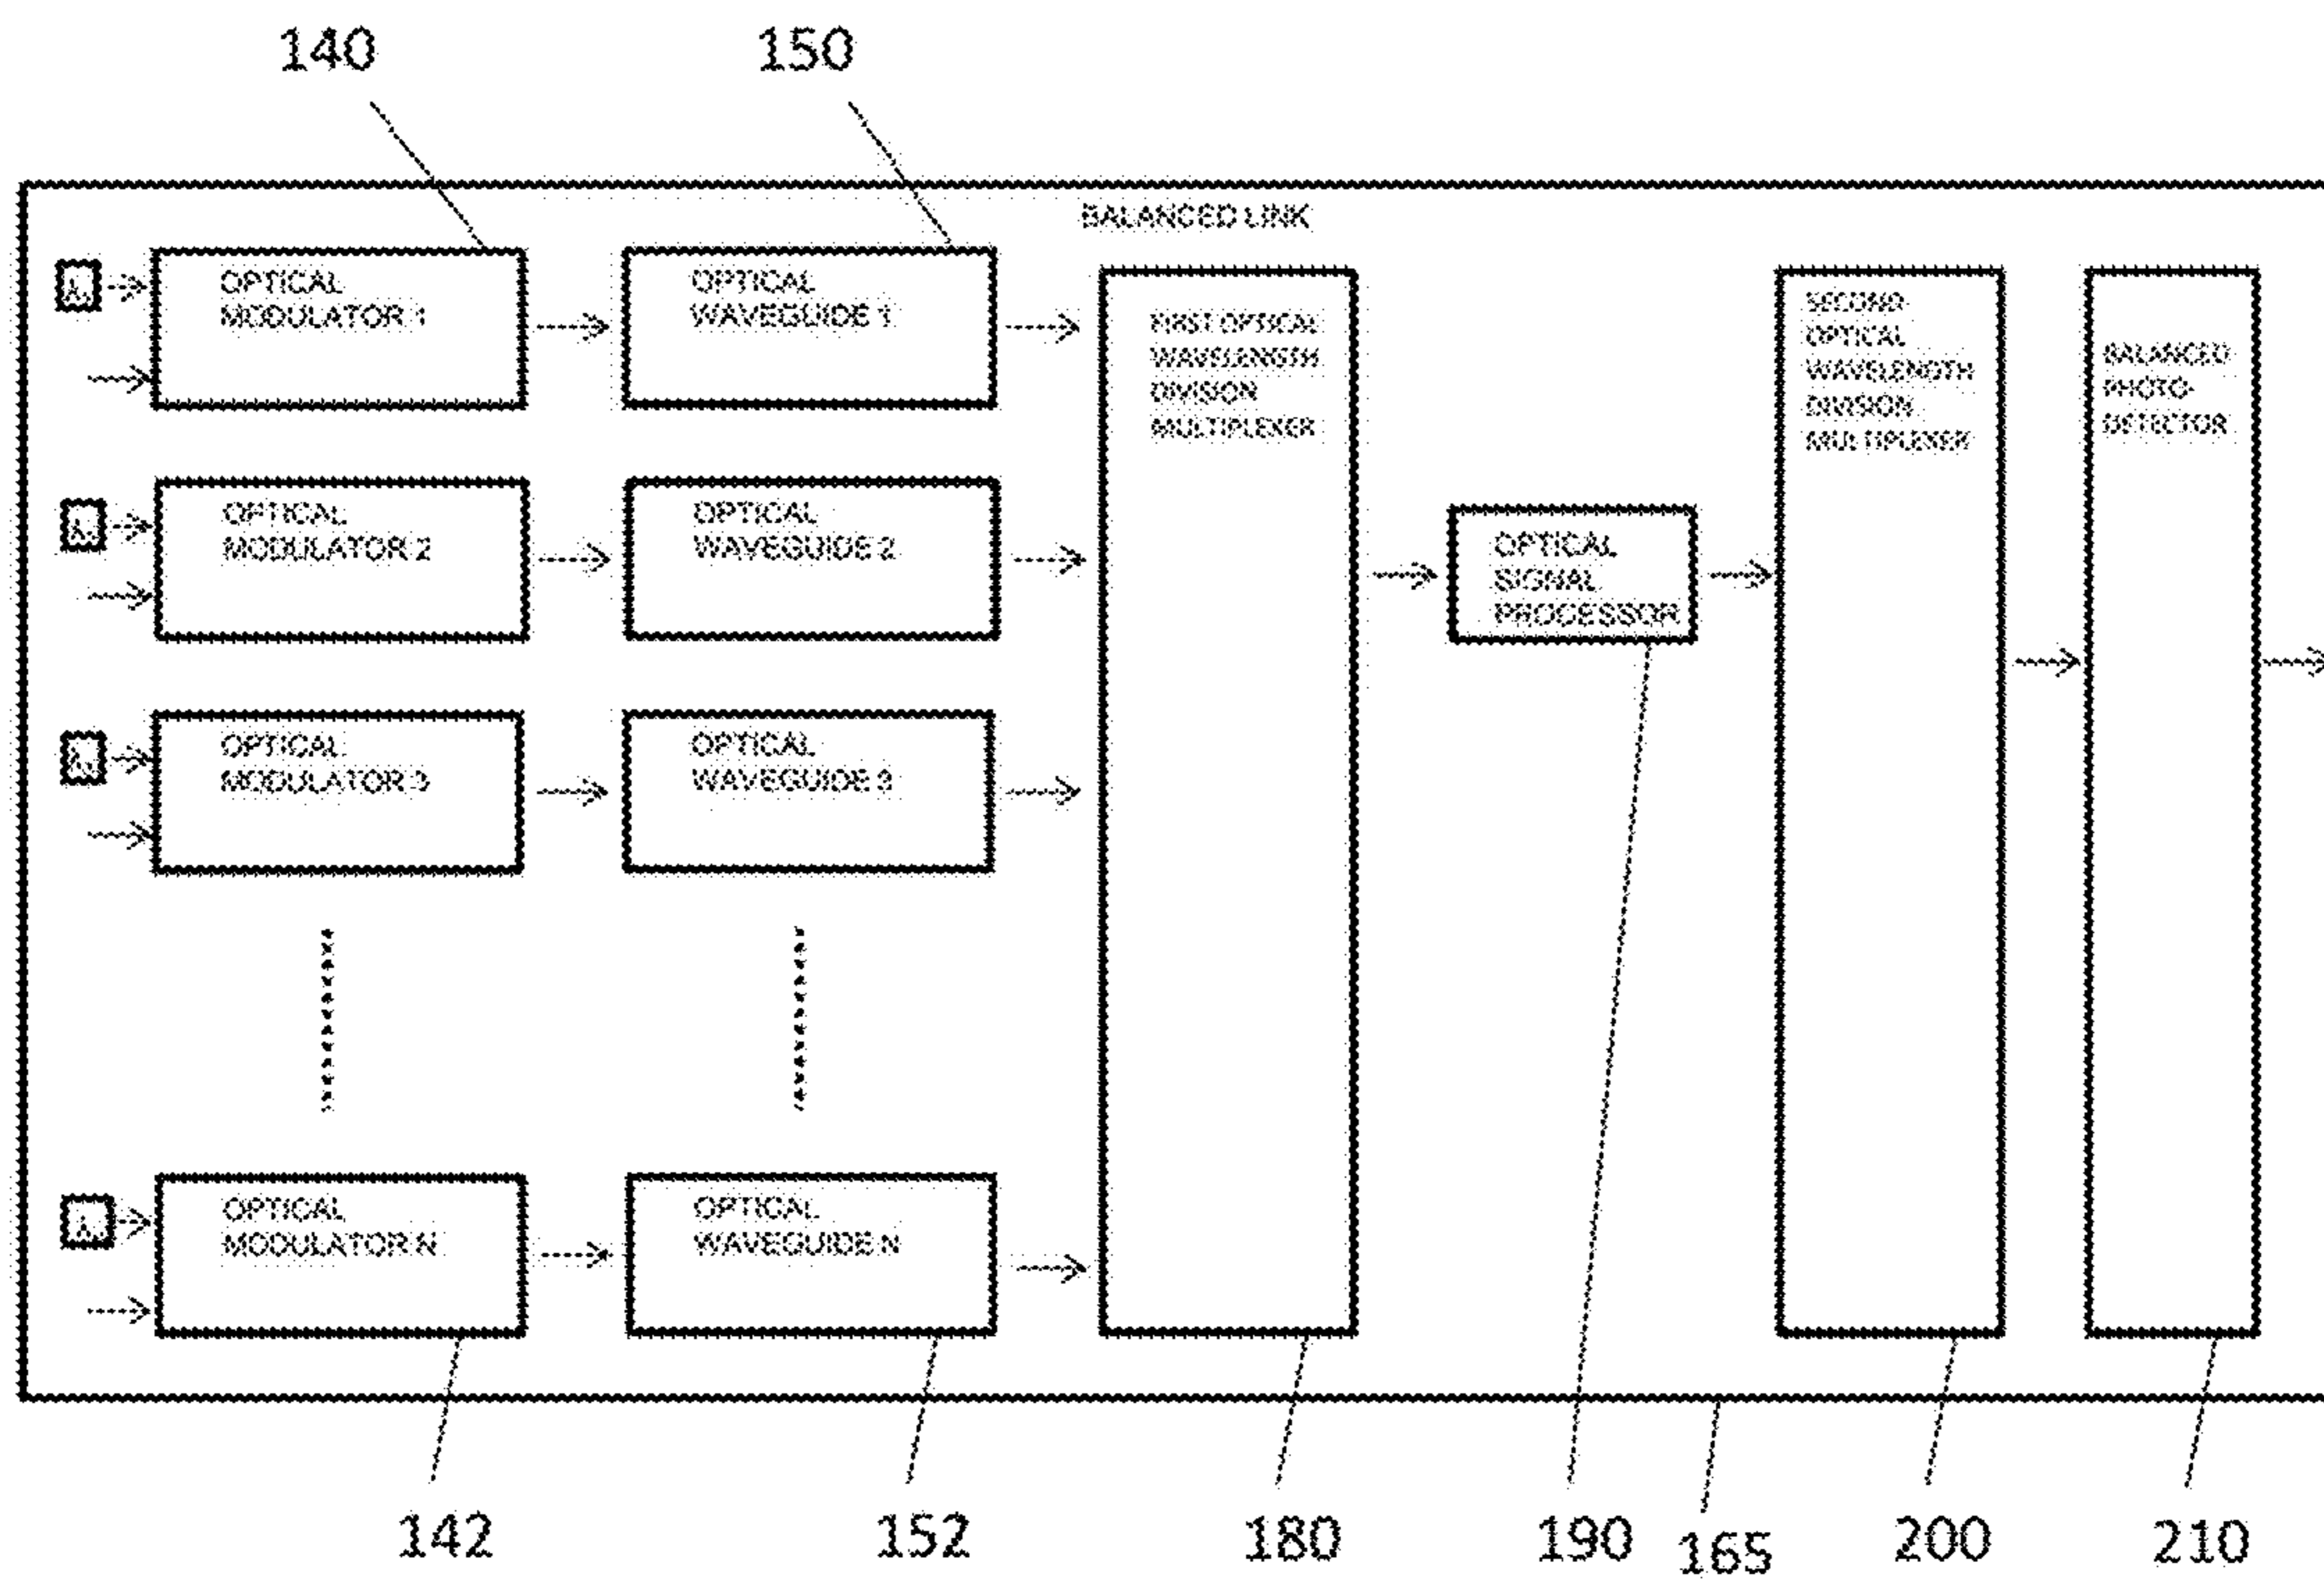 140
150
BALANCED LINK
OPTICAL
MODULATOR 1
OPTICAL
WAVEGUIDE 1
FIRST OPTICAL
WAVELENGTH
DIVISION
MULTIPLEXER
SECOND
OPTICAL
WAVELENGTH
DIVISION
MULTIPLEXER
BALANCED
PHOTO-
DETECTOR
OPTICAL
MODULATOR 2
OPTICAL
WAVEGUIDE 2
OPTICAL
SIGNAL
PROCESSOR
OPTICAL
MODULATOR 3
OPTICAL
WAVEGUIDE 3
OPTICAL
MODULATOR N
OPTICAL
WAVEGUIDE N
142
152
180
190
165
200
210